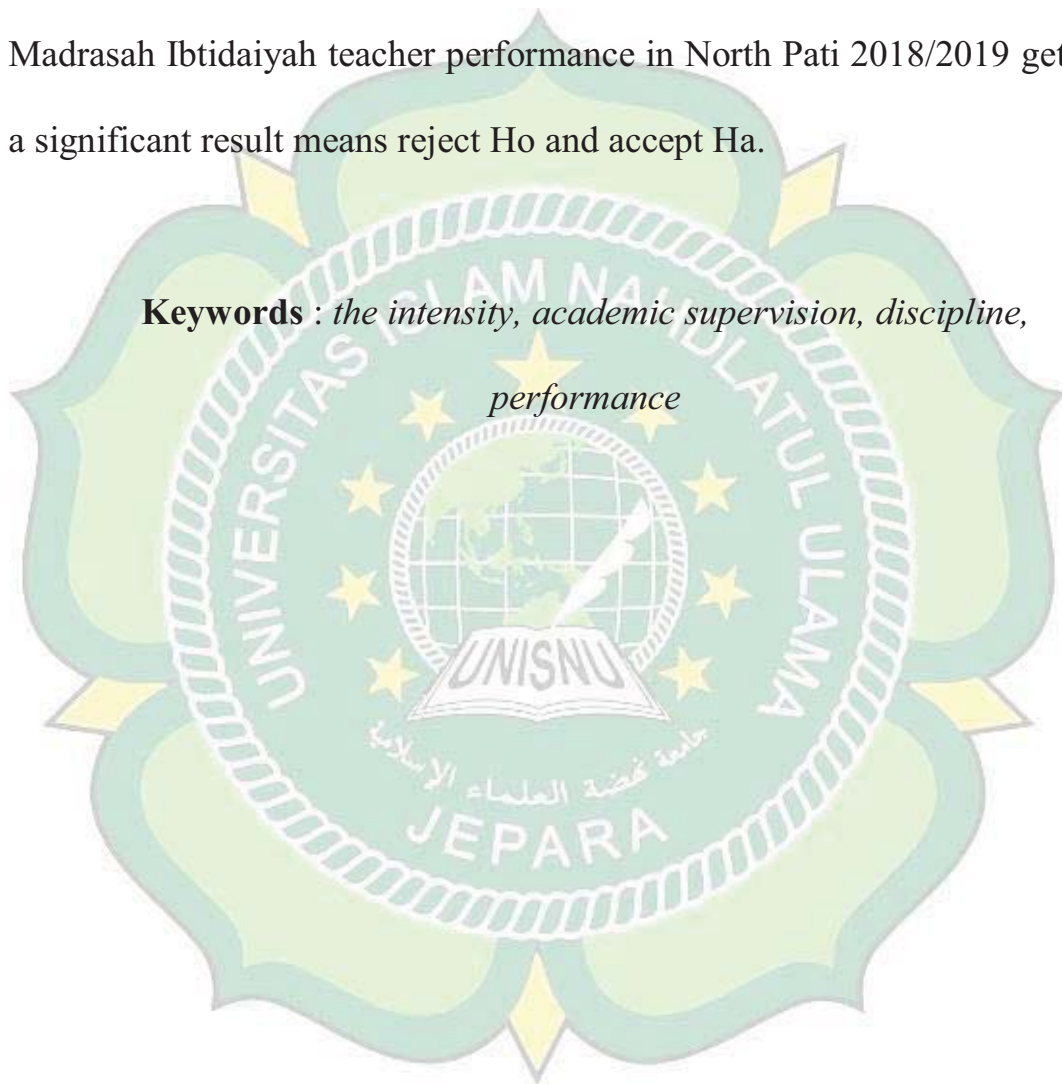 Madrasah Ibtidaiyah teacher performance in North Pati 2018/2019 get
a significant result means reject Ho and accept Ha.
Keywords : the intensity, academic supervision, discipline,
performance
UNIVERSITAS ISLAM NAHDLATUL ULAMA
UNISNU
جامعة نهضة العلماء الإسلامية
JEPARA